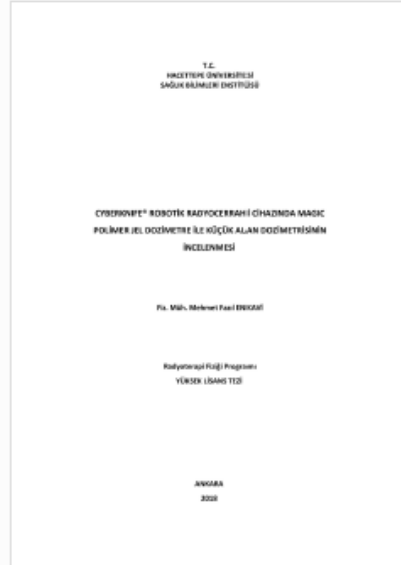 T.C.
HACETTEPE ÜNİVERSİTESİ
SAĞLIK BİLİMLERİ ENSTİTÜSÜ
CYBERKNIFE® ROBOTİK RADYOCERRAHİ CİHAZINDA MAGIC
POLİMER JEL DOZİMETRE İLE KÜÇÜK ALAN DOZİMETRİSİNİN
İNCELENMESİ
Fiz. Müh. Mehmet Fazıl
Radyoterapi Fiziği Programı
YÜKSEK LİSANS TEZİ
ANKARA
2018